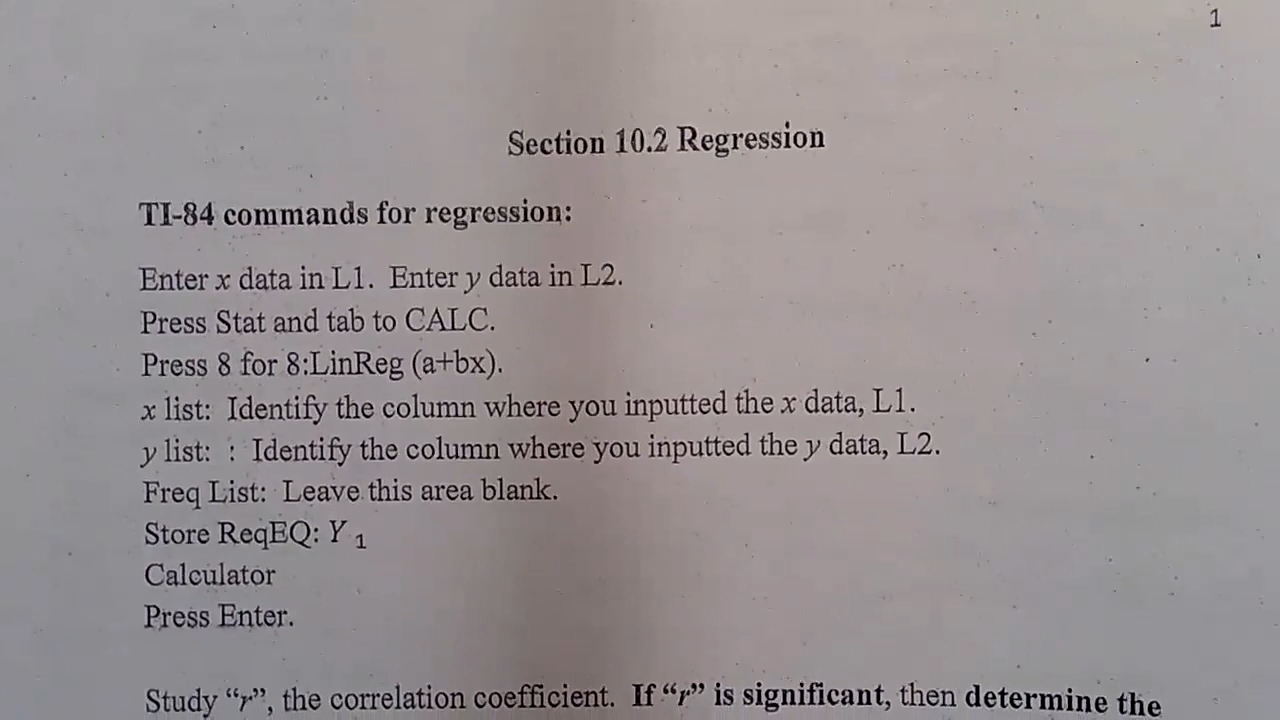 1
Section 10.2 Regression
TI-84 commands for regression:
Enter x data in L1. Enter y data in L2.
Press Stat and tab to CALC.
Press 8 for 8:LinReg (a+bx).
x list: Identify the column where you inputted the x data, L1.
y list: : Identify the column where you inputted the y data, L2.
Freq List: Leave this area blank.
Store ReqEQ: Y 1
Calculator
Press Enter.
Study “r”, the correlation coefficient. If “r” is significant, then determine the